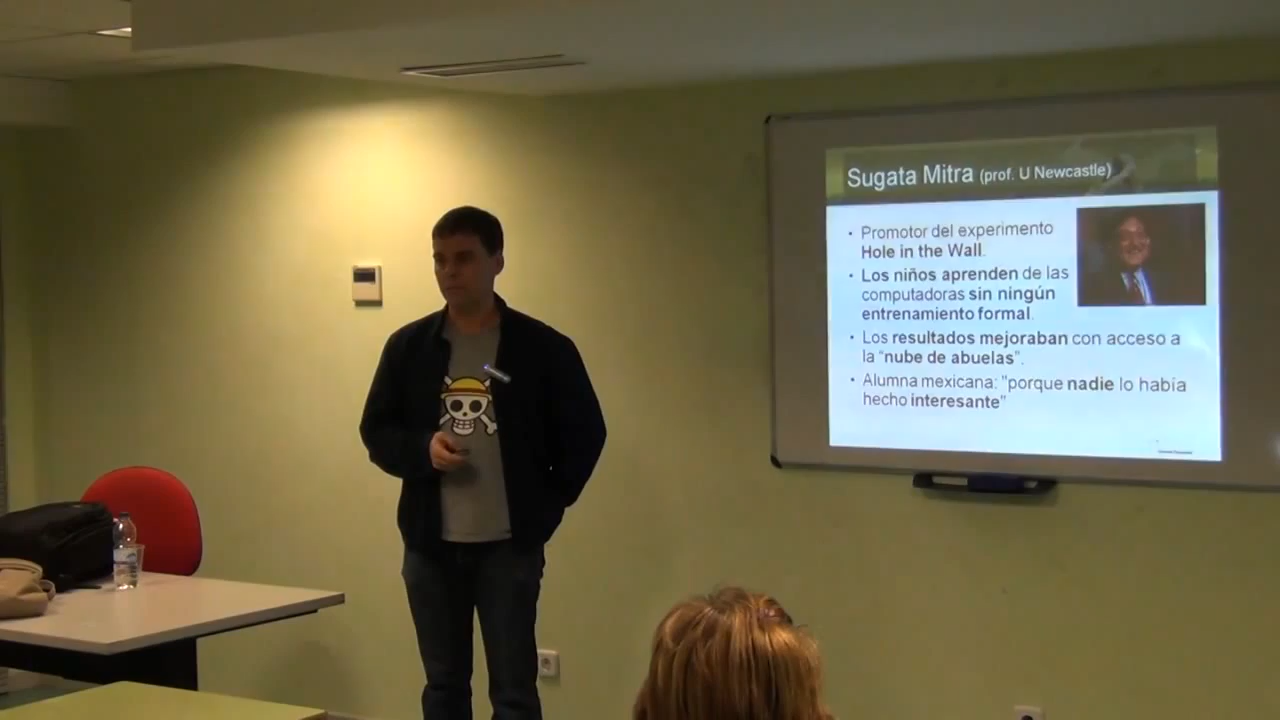 Sugata Mitra (prof. U Newcastle)
• Promotor del experimento
Hole in the Wall.
• Los niños aprenden de las
computadoras sin ningún
entrenamiento formal.
• Los resultados mejoraban con acceso a
la “nube de abuelas”.
• Alumna mexicana: "porque nadie lo había
hecho interesante"